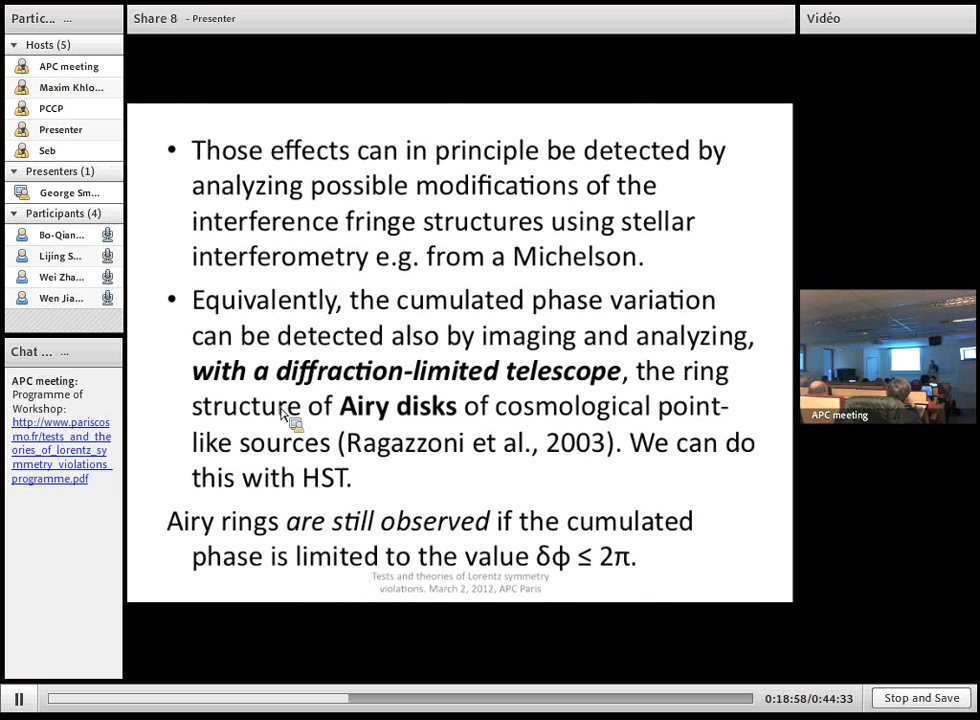 Partic... ...
Hosts (5)
APC meeting
Maxim Khlo...
PCCP
Presenter
Seb
Presenters (1)
George Sm...
Participants (4)
Bo-Qian...
Lijing S...
Wei Zha...
Wen Jia...
Chat ... ...
APC meeting:
Programme of
Workshop:
http://www.pariscos
mo.fr/tests_and_the
ories_of_lorentz_sy
mmetry_violations_
programme.pdf
Share 8 - Presenter
• Those effects can in principle be detected by
analyzing possible modifications of the
interference fringe structures using stellar
interferometry e.g. from a Michelson.
• Equivalently, the cumulated phase variation
can be detected also by imaging and analyzing,
with a diffraction-limited telescope, the ring
structure of Airy disks of cosmological point-
like sources (Ragazzoni et al., 2003). We can do
this with HST.
Airy rings are still observed if the cumulated
phase is limited to the value δϕ ≤ 2π.
Tests and theories of Lorentz symmetry
violations. March 2, 2012, APC Paris
Vidéo
APC meeting
0:18:58/0:44:33
Stop and Save